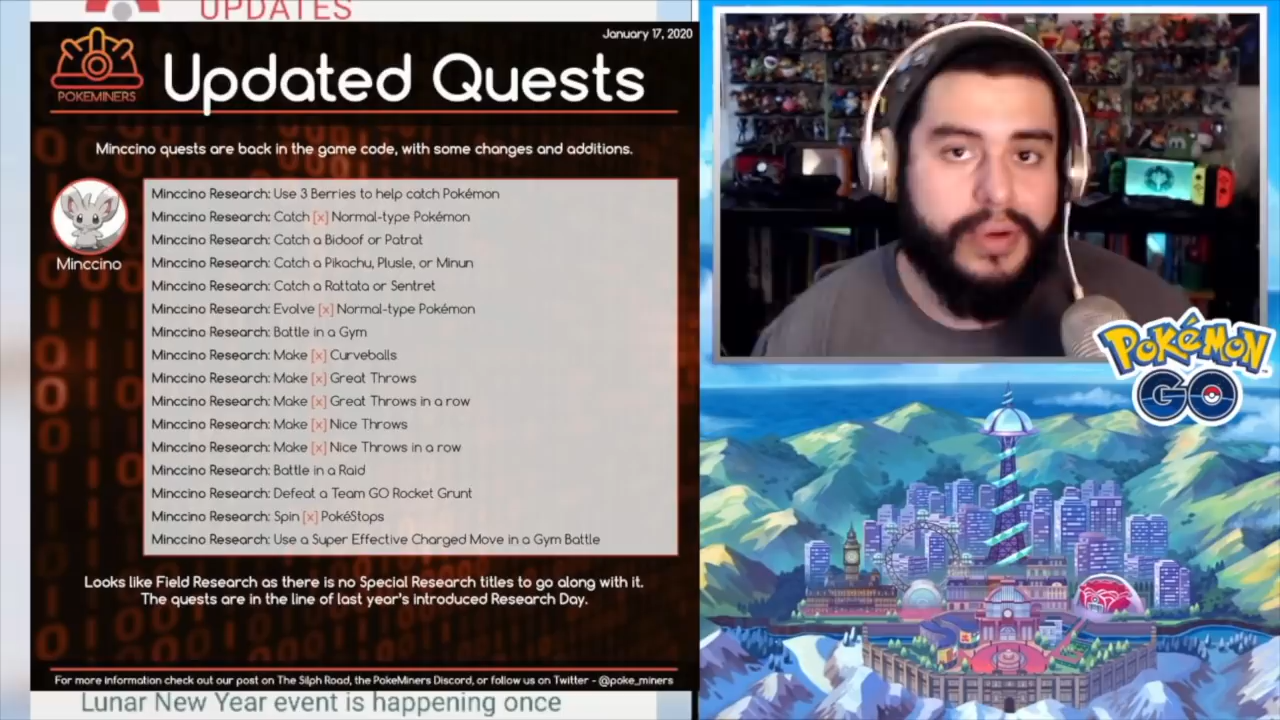 UPDATES
January 17, 2020
POKEMINERS
Updated Quests
Minccino quests are back in the game code, with some changes and additions.
Minccino
Minccino Research: Use 3 Berries to help catch Pokémon
Minccino Research: Catch [x] Normal-type Pokémon
Minccino Research: Catch a Bidoof or Patrat
Minccino Research: Catch a Pikachu, Plusle, or Minun
Minccino Research: Catch a Rattata or Sentret
Minccino Research: Evolve [x] Normal-type Pokémon
Minccino Research: Battle in a Gym
Minccino Research: Make [x] Curveballs
Minccino Research: Make [x] Great Throws
Minccino Research: Make [x] Great Throws in a row
Minccino Research: Make [x] Nice Throws
Minccino Research: Make [x] Nice Throws in a row
Minccino Research: Battle in a Raid
Minccino Research: Defeat a Team GO Rocket Grunt
Minccino Research: Spin [x] PokéStops
Minccino Research: Use a Super Effective Charged Move in a Gym Battle
Looks like Field Research as there is no Special Research titles to go along with it.
The quests are in the line of last year's introduced Research Day.
For more information check out our post on The Silph Road, the PokeMiners Discord, or follow us on Twitter - @poke_miners
Lunar New Year event is happening once
POKéMON
GO